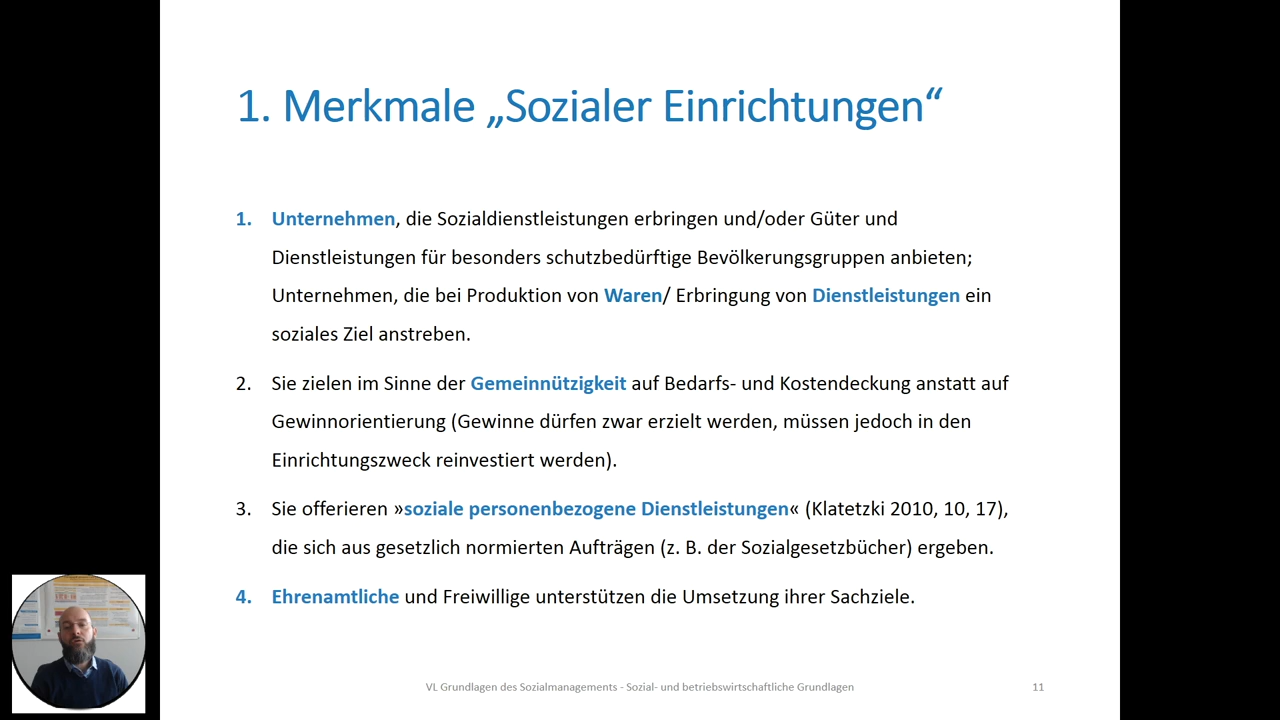 1. Merkmale „Sozialer Einrichtungen“
1. Unternehmen, die Sozialdienstleistungen erbringen und/oder Güter und
Dienstleistungen für besonders schutzbedürftige Bevölkerungsgruppen anbieten;
Unternehmen, die bei Produktion von Waren/ Erbringung von Dienstleistungen ein
soziales Ziel anstreben.
2. Sie zielen im Sinne der Gemeinnützigkeit auf Bedarfs- und Kostendeckung anstatt auf
Gewinnorientierung (Gewinne dürfen zwar erzielt werden, müssen jedoch in den
Einrichtungszweck reinvestiert werden).
3. Sie offerieren »soziale personenbezogene Dienstleistungen« (Klatetzki 2010, 10, 17),
die sich aus gesetzlich normierten Aufträgen (z. B. der Sozialgesetzbücher) ergeben.
4. Ehrenamtliche und Freiwillige unterstützen die Umsetzung ihrer Sachziele.
VL Grundlagen des Sozialmanagements - Sozial- und betriebswirtschaftliche Grundlagen
11